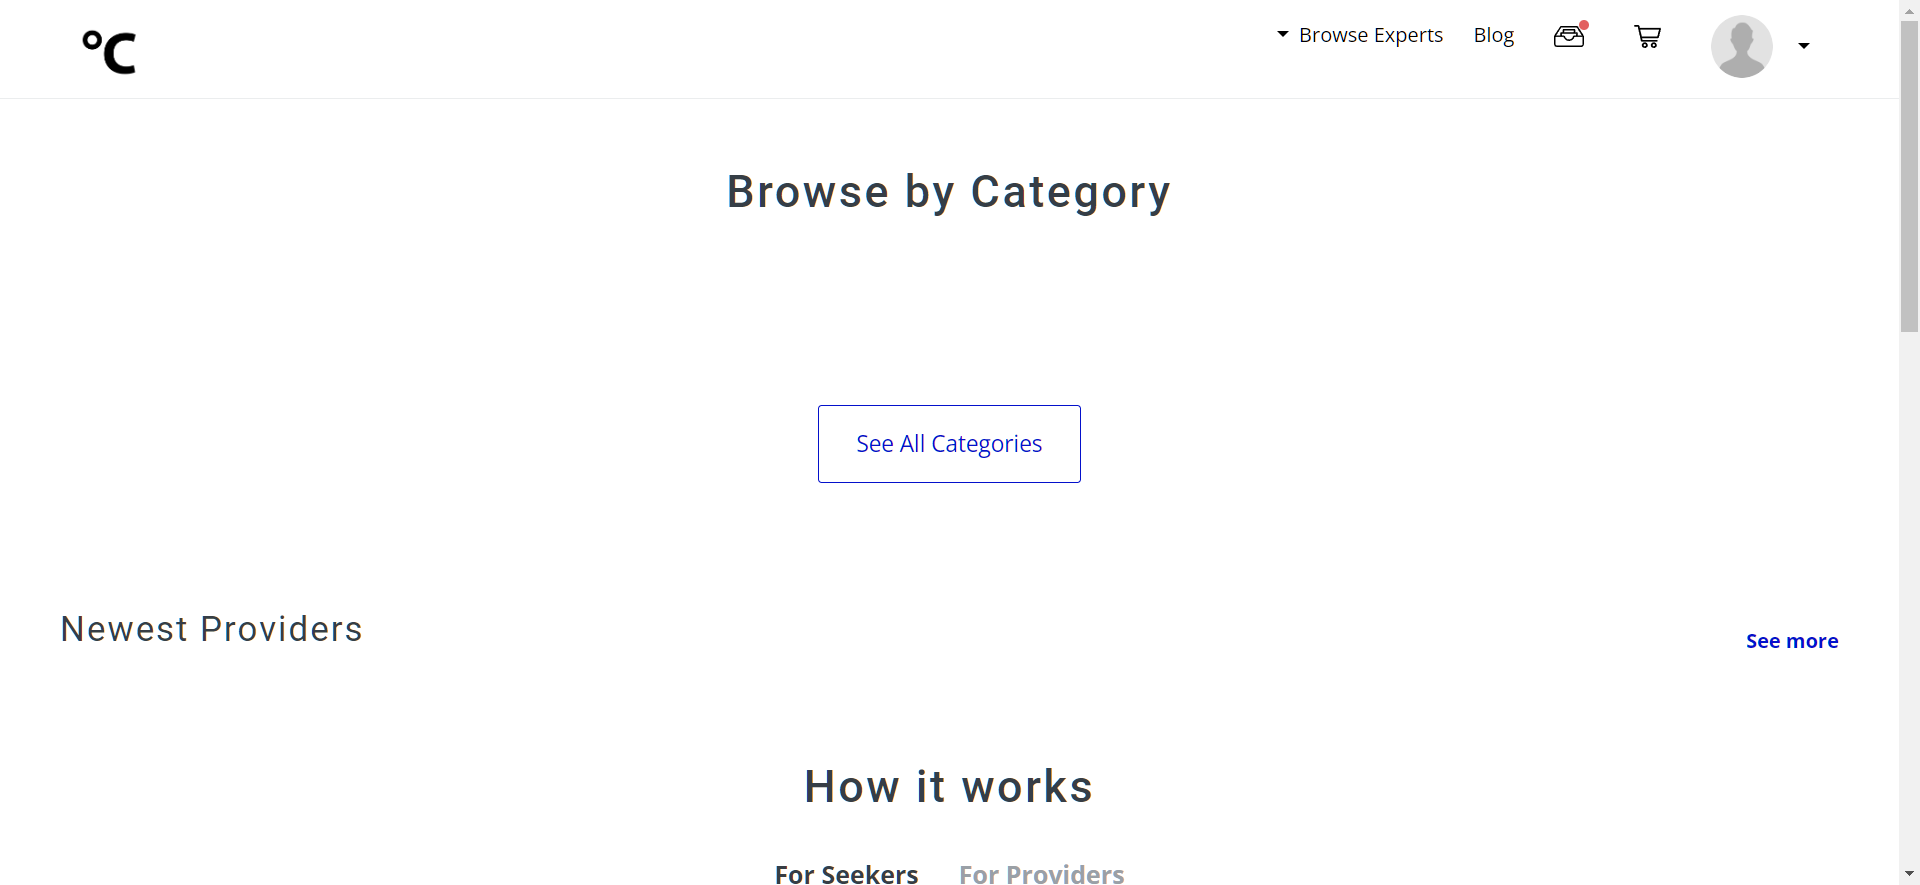 °C
Browse Experts
Blog
Browse by Category
See All Categories
Newest Providers
See more
How it works
For Seekers
For Providers